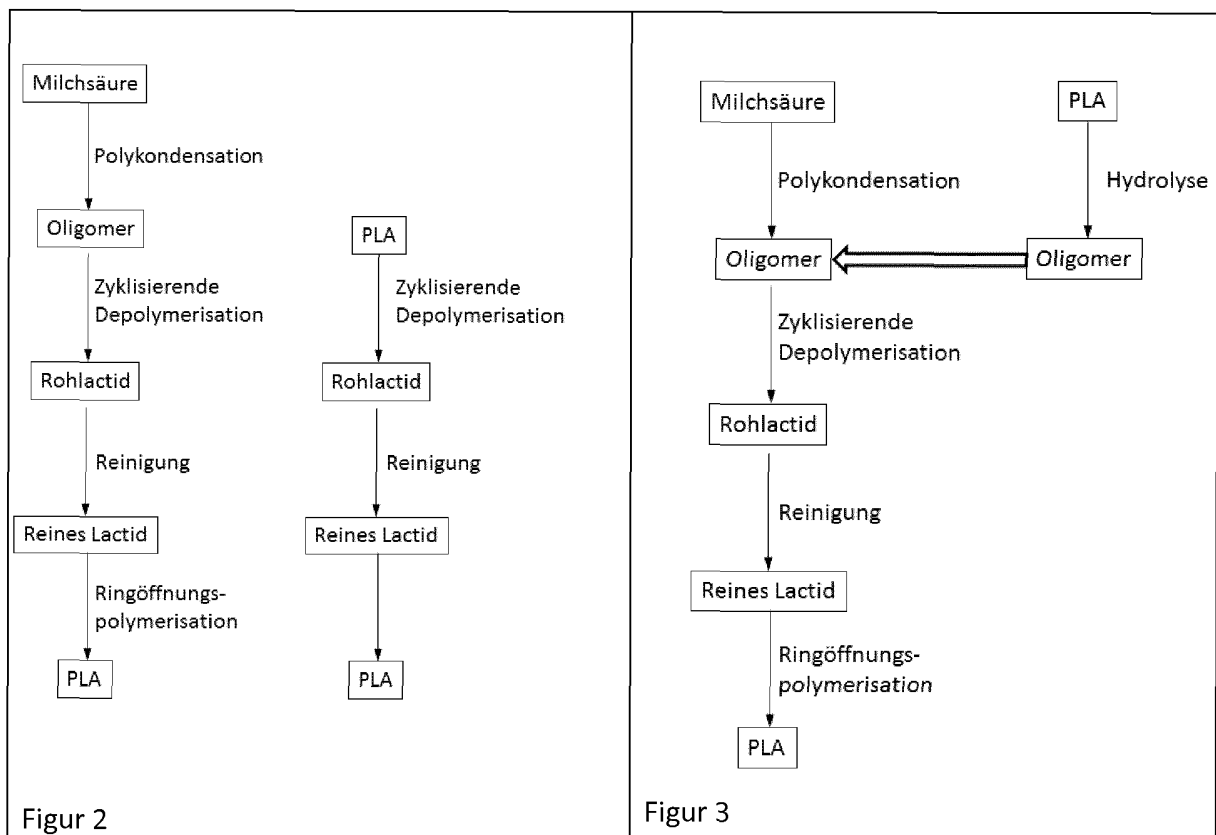 Milchsäure
Polykondensation
Oligomer
Zyklisierende
Depolymerisation
Rohlactid
Reinigung
Reines Lactid
Ringöffnungs-
polymerisation
PLA
PLA
Zyklisierende
Depolymerisation
Rohlactid
Reinigung
Reines Lactid
PLA
Figur 2
Milchsäure
Polykondensation
Oligomer
Zyklisierende
Depolymerisation
Rohlactid
Reinigung
Reines Lactid
Ringöffnungs-
polymerisation
PLA
PLA
Hydrolyse
Oligomer
Figur 3